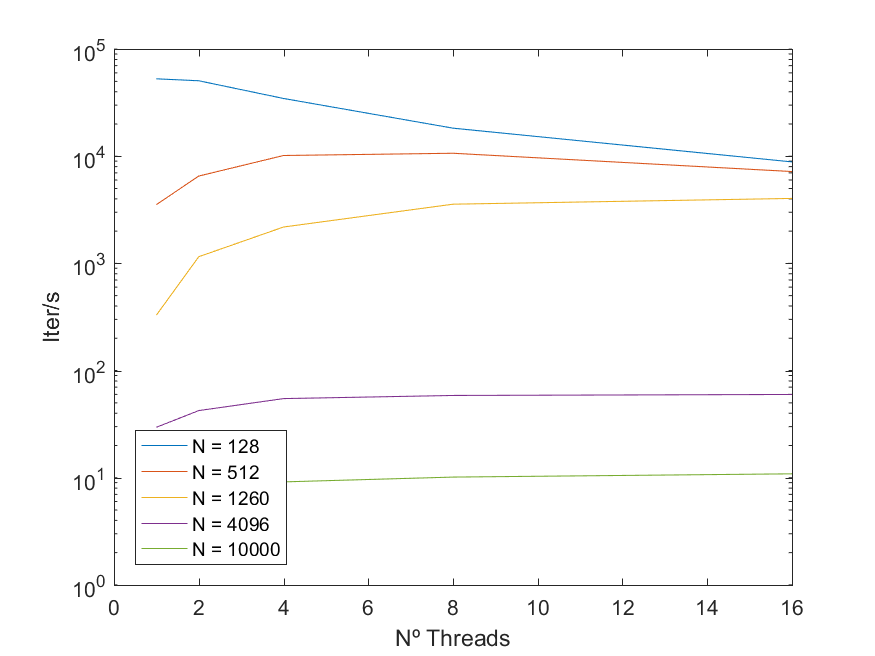 10^5
10^4
10^3
10^2
10^1
10^0
Iter/s
N = 128
N = 512
N = 1260
N = 4096
N = 10000
0 2 4 6 8 10 12 14 16
Nº Threads